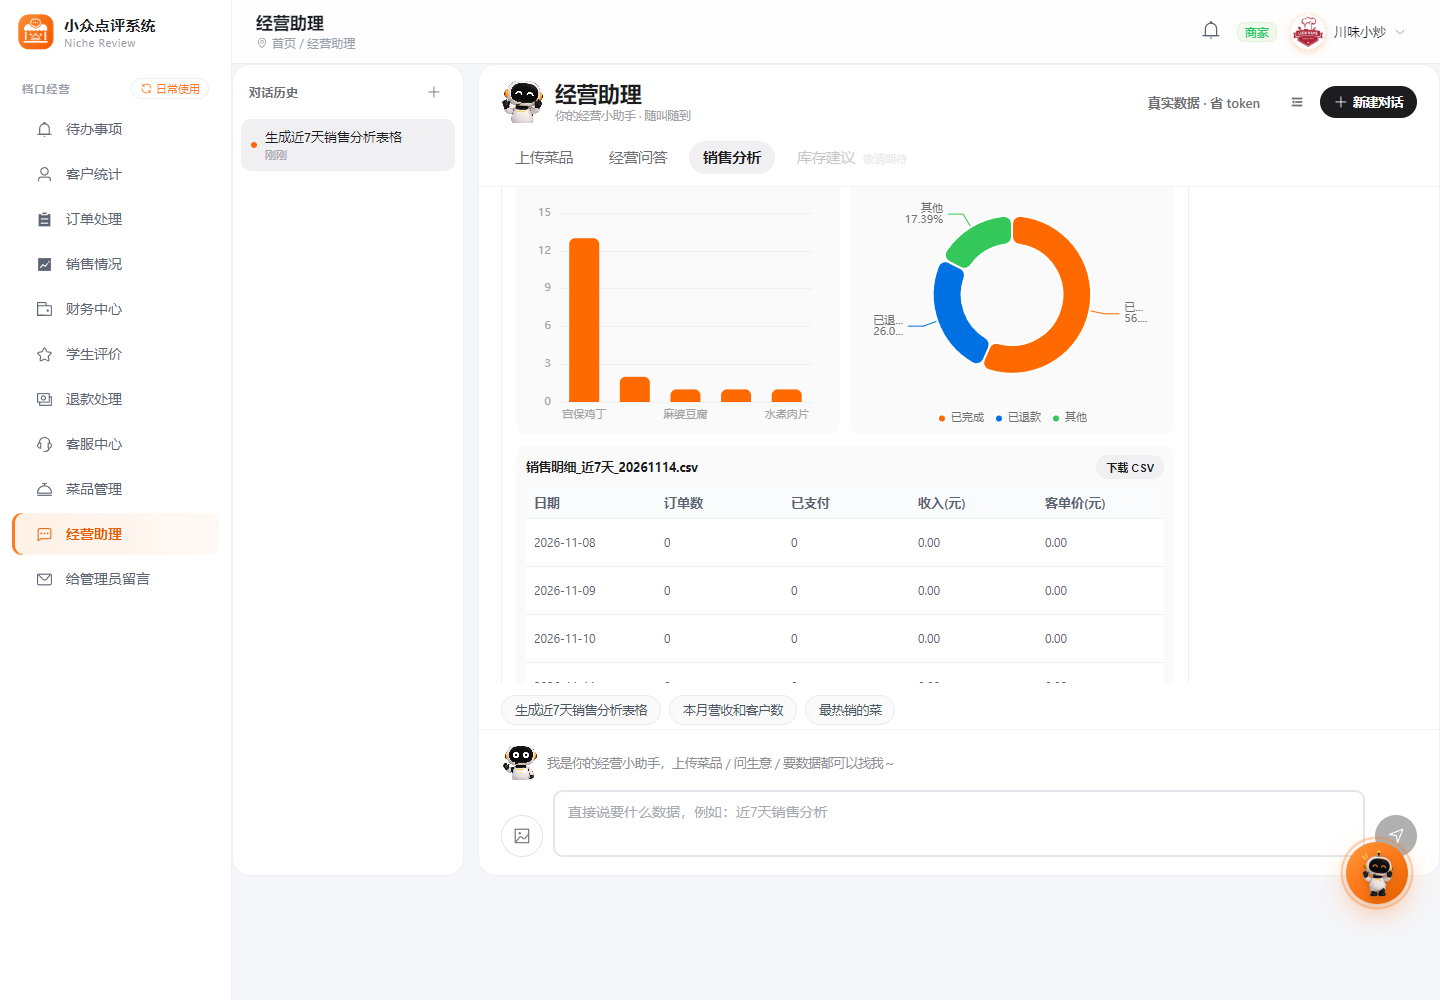 小众点评系统
Niche Review
档口经营
日常使用
待办事项
客户统计
订单处理
销售情况
财务中心
学生评价
退款处理
客服中心
菜品管理
经营助理
给管理员留言
经营助理
首页 / 经营助理
商家
川味小炒
对话历史
生成近7天销售分析表格
刚刚
经营助理
你的经营小助手 · 随叫随到
真实数据 · 省 token
新建对话
上传菜品
经营问答
销售分析
库存建议 敬请期待
15
12
9
6
3
0
宫保鸡丁
麻婆豆腐
水煮肉片
其他
17.39%
已退...
26.0...
已...
56....
已完成
已退款
其他
销售明细_近7天_20261114.csv
下载 CSV
日期 订单数 已支付 收入(元) 客单价(元)
2026-11-08 0 0 0.00 0.00
2026-11-09 0 0 0.00 0.00
2026-11-10 0 0 0.00 0.00
生成近7天销售分析表格
本月营收和客户数
最热销的菜
我是你的经营小助手，上传菜品 / 问生意 / 要数据都可以找我~
直接说要什么数据，例如：近7天销售分析